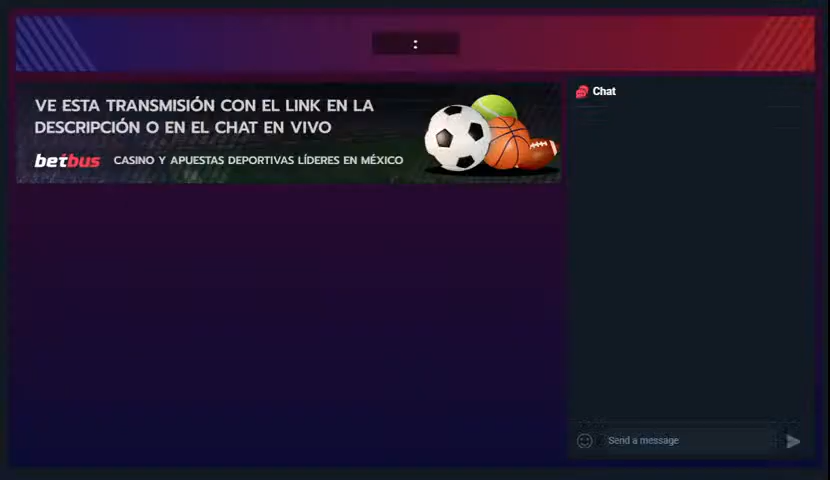 :
VE ESTA TRANSMISIÓN CON EL LINK EN LA
DESCRIPCIÓN O EN EL CHAT EN VIVO
betbus CASINO Y APUESTAS DEPORTIVAS LÍDERES EN MÉXICO
Chat
Send a message